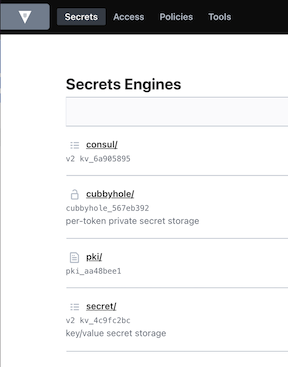 Secrets Access Policies Tools
Secrets Engines
consul/
v2 kv_6a905895
cubbyhole/
cubbyhole_567eb392
per-token private secret storage
pki/
pki_aa48bee1
secret/
v2 kv_4c9fc2bc
key/value secret storage